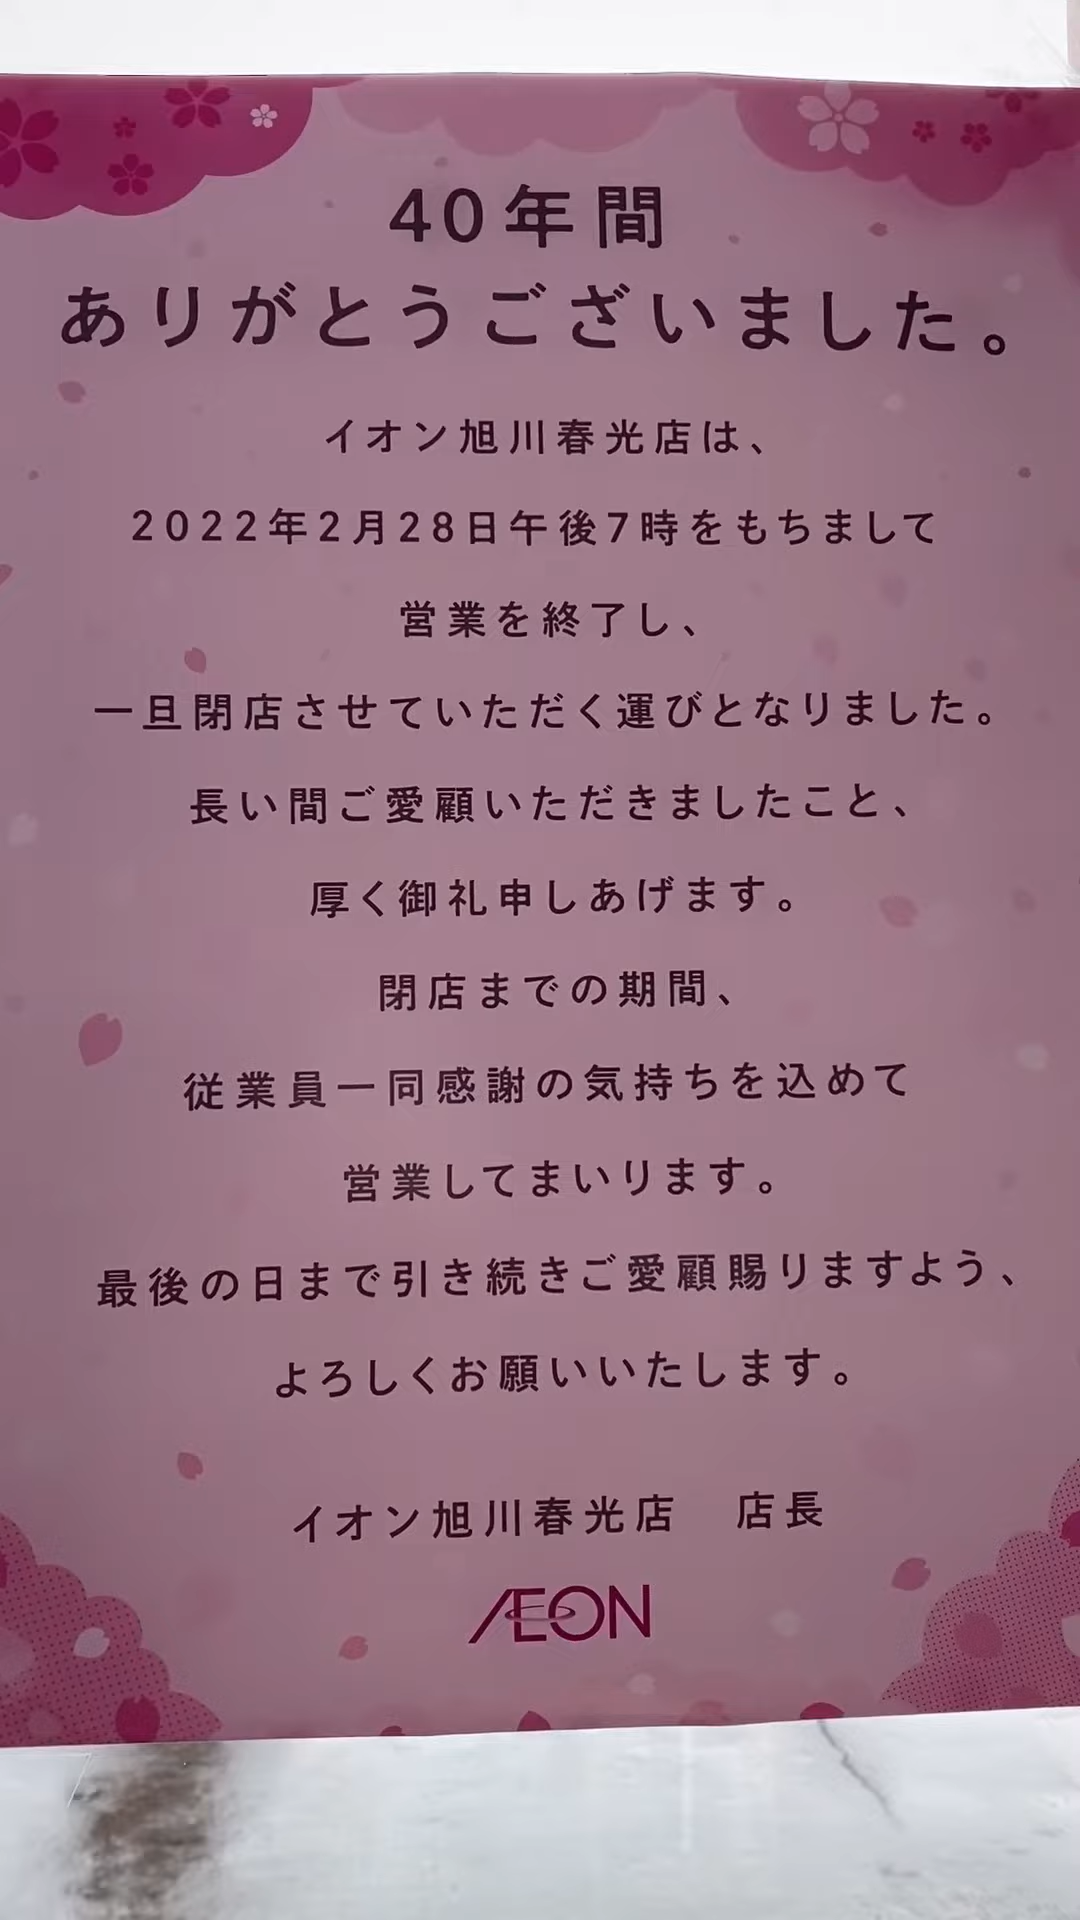 40年間
ありがとうございました。
イオン旭川春光店は、
2022年2月28日午後7時をもちまして
営業を終了し、
一旦閉店させていただく運びとなりました。
長い間ご愛顧いただきましたこと、
厚く御礼申しあげます。
閉店までの期間、
従業員一同感謝の気持ちを込めて
営業してまいります。
最後の日まで引き続きご愛顧賜りますよう、
よろしくお願いいたします。
イオン旭川春光店　店長
ÆON